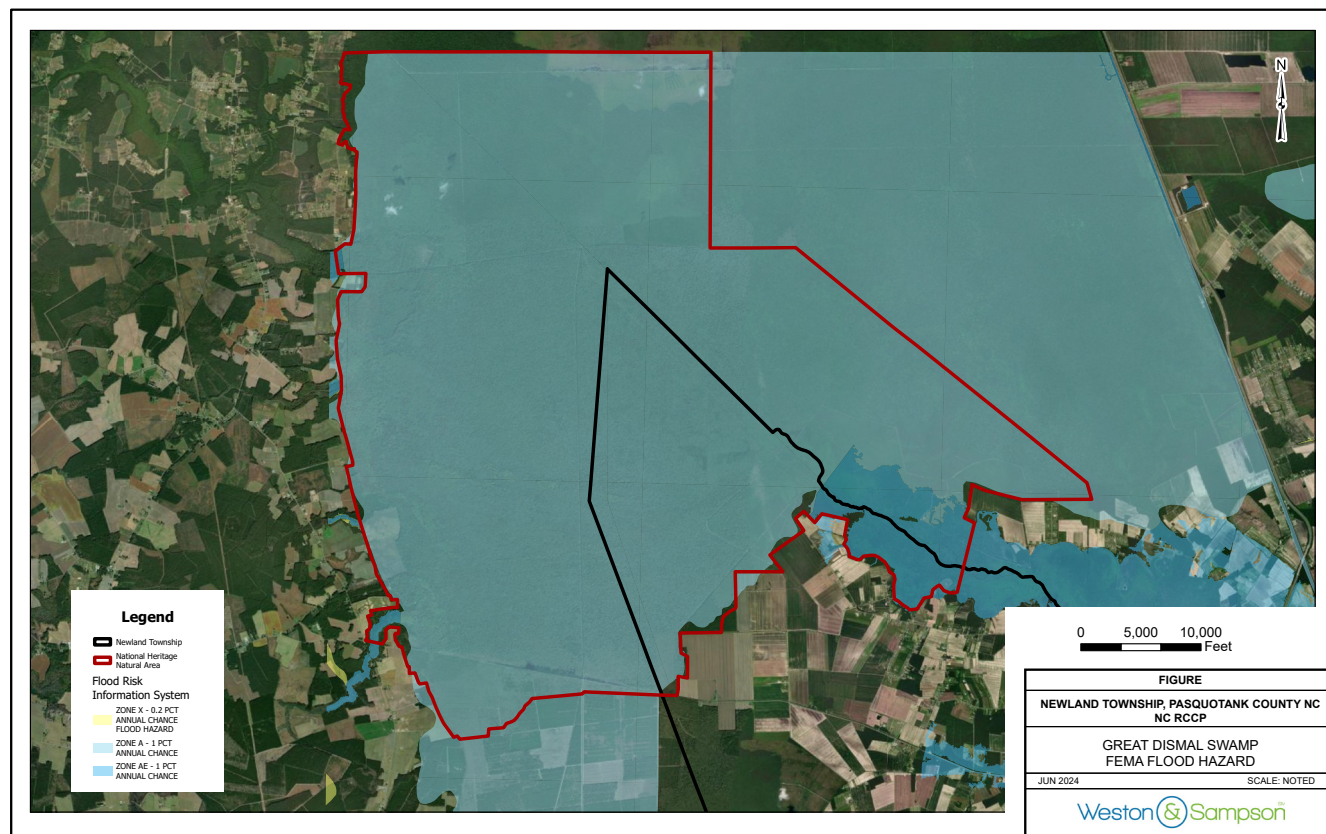 N
Legend
Newland Township
National Heritage
Natural Area
Flood Risk
Information System
ZONE X - 0.2 PCT
ANNUAL CHANCE
FLOOD HAZARD
ZONE A - 1 PCT
ANNUAL CHANCE
ZONE AE - 1 PCT
ANNUAL CHANCE
0 5,000 10,000
Feet
FIGURE
NEWLAND TOWNSHIP, PASQUOTANK COUNTY NC
NC RCCP
GREAT DISMAL SWAMP
FEMA FLOOD HAZARD
JUN 2024 SCALE: NOTED
Weston & Sampson